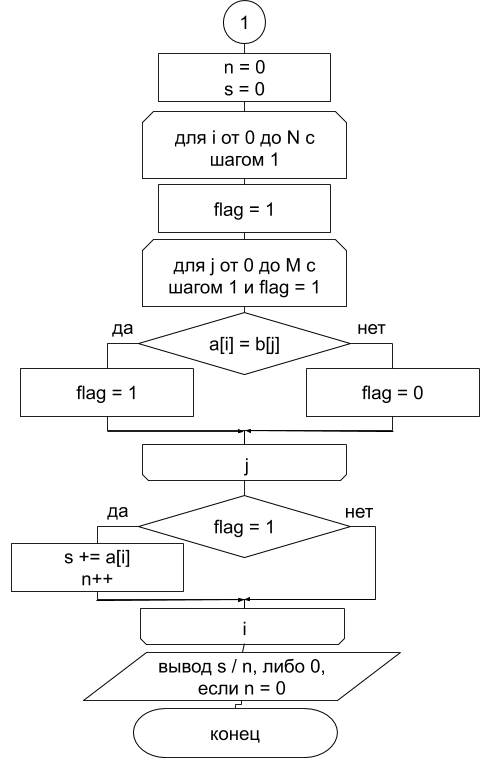 1
n = 0
s = 0
для i от 0 до N с
шагом 1
flag = 1
для j от 0 до M с
шагом 1 и flag = 1
да
нет
a[i] = b[j]
flag = 1
flag = 0
j
да
нет
flag = 1
s += a[i]
n++
i
вывод s / n, либо 0,
если n = 0
конец